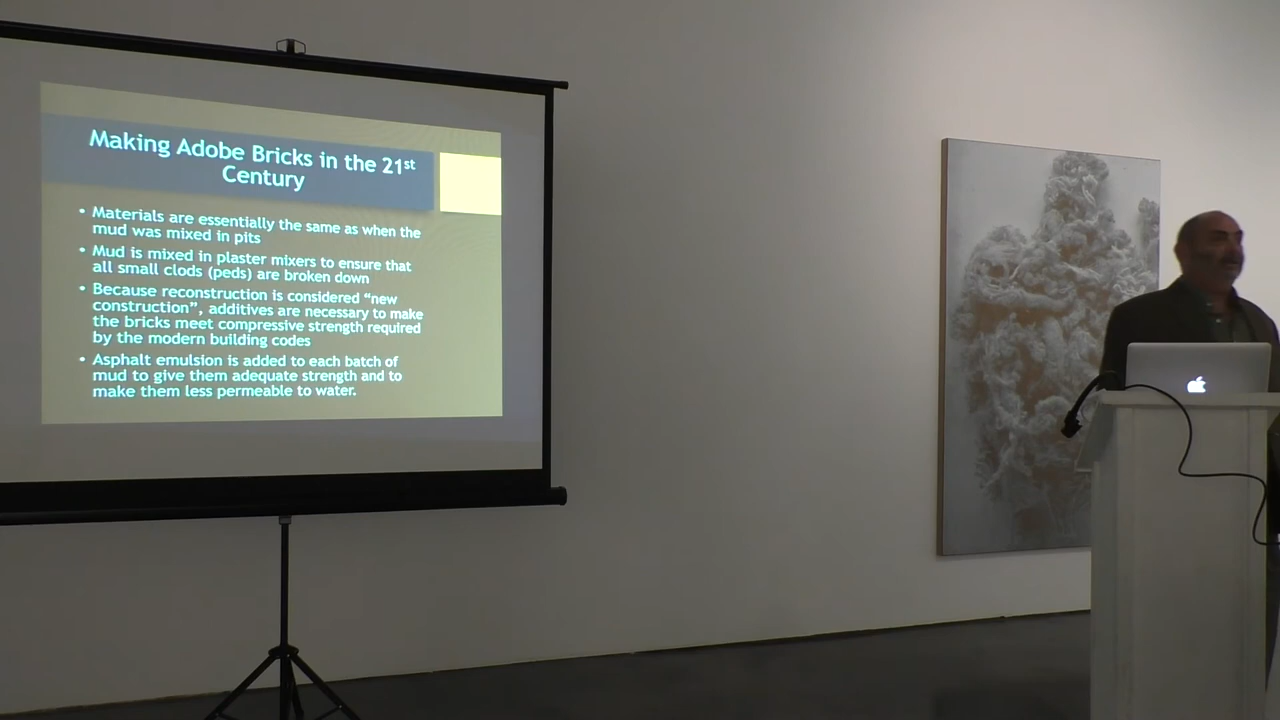 Making Adobe Bricks in the 21st
Century
• Materials are essentially the same as when the
mud was mixed in pits
• Mud is mixed in plaster mixers to ensure that
all small clods (peds) are broken down
• Because reconstruction is considered “new
construction”, additives are necessary to make
the bricks meet compressive strength required
by the modern building codes
• Asphalt emulsion is added to each batch of
mud to give them adequate strength and to
make them less permeable to water.